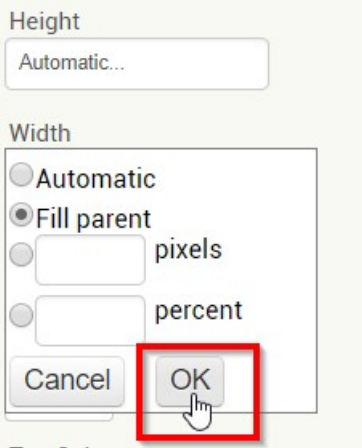 Height
Automatic...
Width
Automatic
Fill parent
pixels
percent
Cancel OK